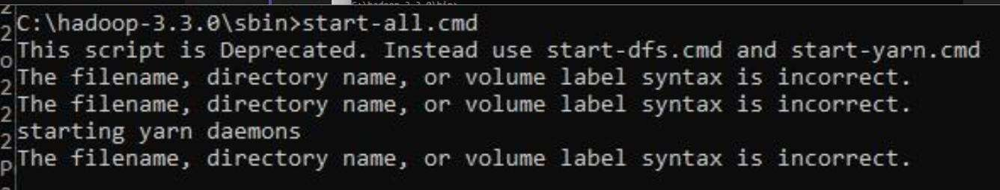 C:\hadoop-3.3.0\sbin>start-all.cmd
This script is Deprecated. Instead use start-dfs.cmd and start-yarn.cmd
The filename, directory name, or volume label syntax is incorrect.
The filename, directory name, or volume label syntax is incorrect.
starting yarn daemons
The filename, directory name, or volume label syntax is incorrect.